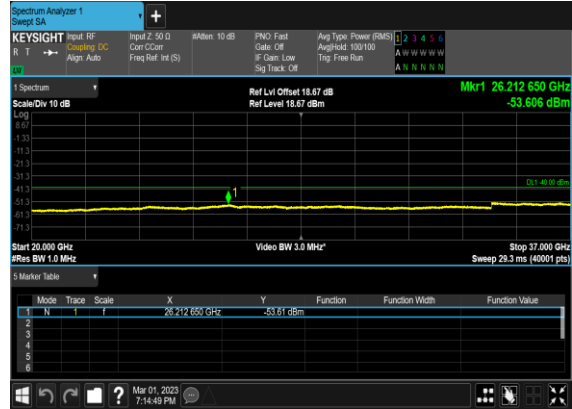 Spectrum Analyzer 1
Swept SA
+
KEYSIGHT Input: RF Input Z: 50 Ω #Atten: 10 dB PNO: Fast Avg Type: Power (RMS) 1 2 3 4 5 6
R T Coupling: DC Corr CCorr Gate: Off Avg|Hold: 100/100 A W W W W W
Align: Auto Freq Ref: Int (S) IF Gain: Low Trig: Free Run
Sig Track: Off A N N N N N
1 Spectrum Ref Lvl Offset 18.67 dB Mkr1 26.212 650 GHz
Scale/Div 10 dB Ref Level 18.67 dBm -53.606 dBm
Log
8.67
-1.33
-11.3
-21.3
-31.3
DL1 -40.00 dBm
-41.3
1
-51.3
-61.3
-71.3
Start 20.000 GHz Video BW 3.0 MHz* Stop 37.000 GHz
#Res BW 1.0 MHz Sweep 29.3 ms (40001 pts)
5 Marker Table
Mode Trace Scale X Y Function Function Width Function Value
1 N 1 f 26.212 650 GHz -53.61 dBm
2
3
4
5
6
? Mar 01, 2023
7:14:49 PM